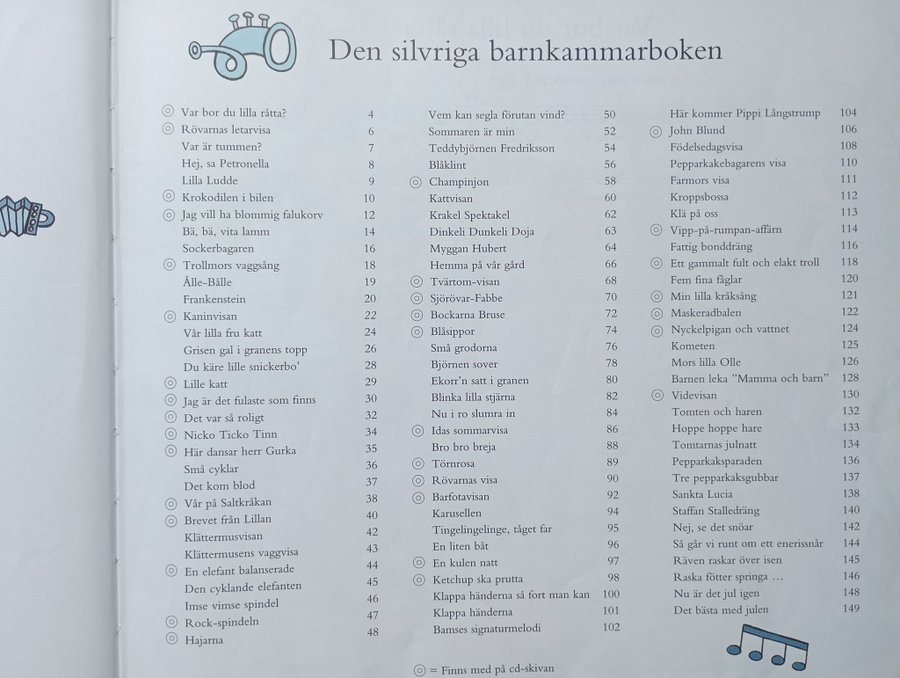 Den silvriga barnkammarboken
Var bor du lilla råtta? 4
Rövarnas letarvisa 6
Var är tummen? 7
Hej, sa Petronella 8
Lilla Ludde 9
Krokodilen i bilen 10
Jag vill ha blommig falukorv 12
Bä, bä, vita lamm 14
Sockerbagaren 16
Trollmors vaggsång 18
Ålle-Bålle 19
Frankenstein 20
Kaninvisan 22
Vår lilla fru katt 24
Grisen gal i granens topp 26
Du käre lille snickerbo' 28
Lille katt 29
Jag är det fulaste som finns 30
Det var så roligt 32
Nicko Ticko Tinn 34
Här dansar herr Gurka 35
Små cyklar 36
Det kom blod 37
Vår på Saltkråkan 38
Brevet från Lillan 40
Klättermusvisan 42
Klättermusens vaggvisa 43
En elefant balanserade 44
Den cyklande elefanten 45
Imse vimse spindel 46
Rock-spindeln 47
Hajarna 48
Vem kan segla förutan vind? 50
Sommaren är min 52
Teddybjörnen Fredriksson 54
Blåklint 56
Champinjon 58
Kattvisan 60
Krakel Spektakel 62
Dinkeli Dunkeli Doja 63
Myggan Hubert 64
Hemma på vår gård 66
Tvärtom-visan 68
Sjörövar-Fabbe 70
Bockarna Bruse 72
Blåsippor 74
Små grodorna 76
Björnen sover 78
Ekorr'n satt i granen 80
Blinka lilla stjärna 82
Nu i ro slumra in 84
Idas sommarvisa 86
Bro bro breja 88
Törnrosa 89
Rövarnas visa 90
Barfotavisan 92
Karusellen 94
Tingelingelinge, tåget far 95
En liten båt 96
En kulen natt 97
Ketchup ska prutta 98
Klappa händerna så fort man kan 100
Klappa händerna 101
Bamses signaturmelodi 102
Här kommer Pippi Långstrump 104
John Blund 106
Födelsedagsvisa 108
Pepparkakebagarens visa 110
Farmors visa 111
Kroppsbossa 112
Klä på oss 113
Vipp-på-rumpan-affärn 114
Fattig bonddräng 116
Ett gammalt fult och elakt troll 118
Fem fina fåglar 120
Min lilla kråksång 121
Maskeradbalen 122
Nyckelpigan och vattnet 124
Kometen 125
Mors lilla Olle 126
Barnen leka "Mamma och barn" 128
Videvisan 130
Tomten och haren 132
Hoppe hoppe hare 133
Tomtarnas julnatt 134
Pepparkaksparaden 136
Tre pepparkaksgubbar 137
Sankta Lucia 138
Staffan Stalledräng 140
Nej, se det snöar 142
Så går vi runt om ett enerissnår 144
Räven raskar över isen 145
Raska fötter springa ... 146
Nu är det jul igen 148
Det bästa med julen 149
= Finns med på cd-skivan